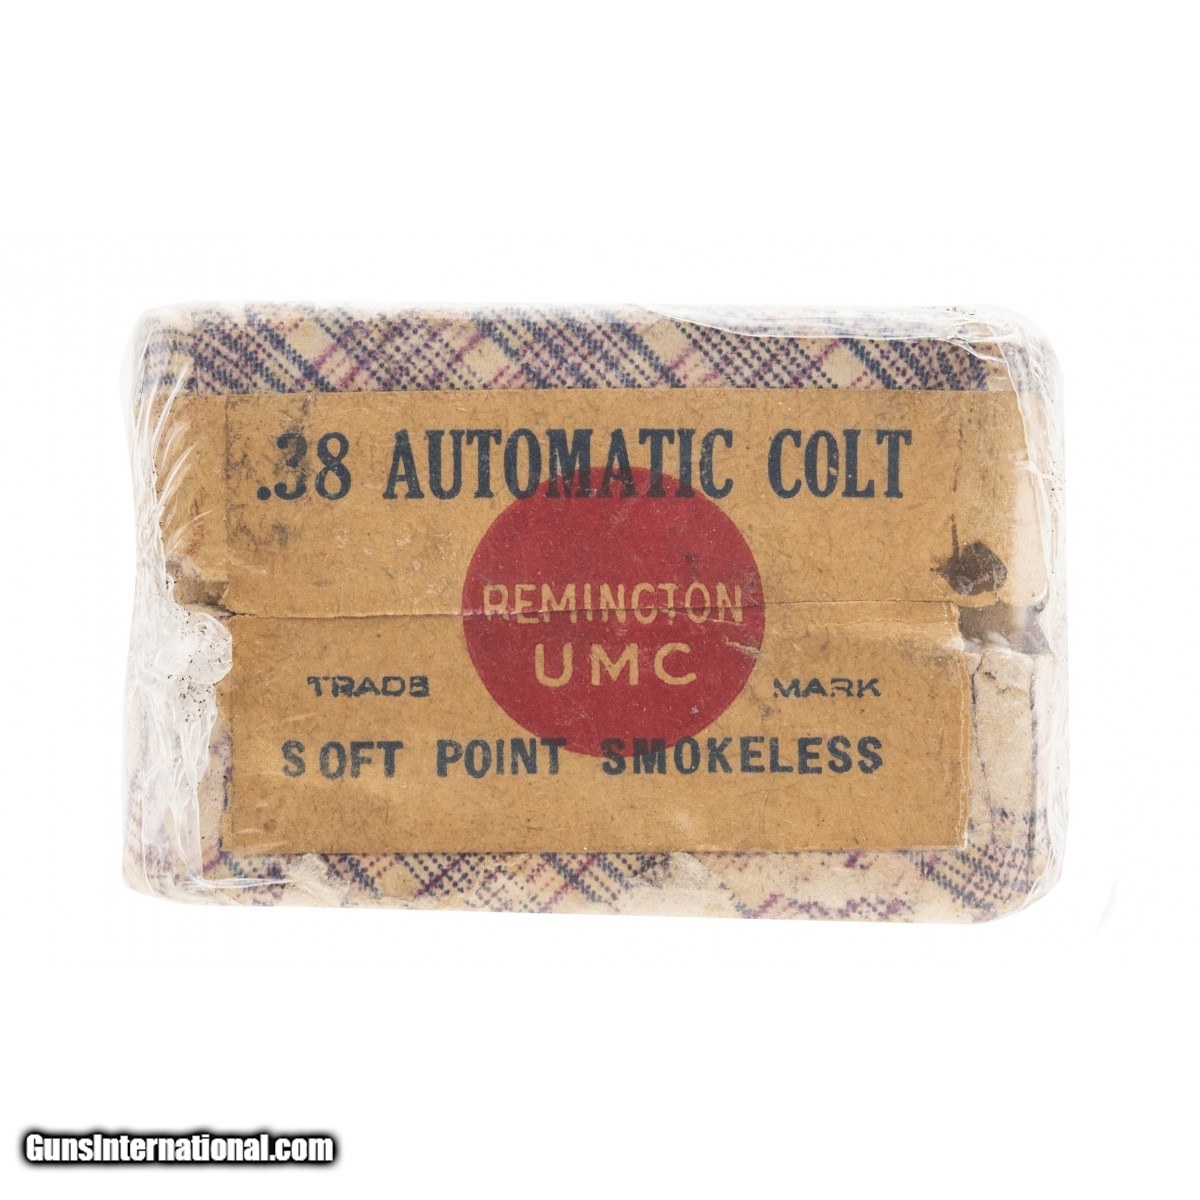 .38 AUTOMATIC COLT
REMINGTON
UMC
TRADE MARK
SOFT POINT SMOKELESS
GunsInternational.com